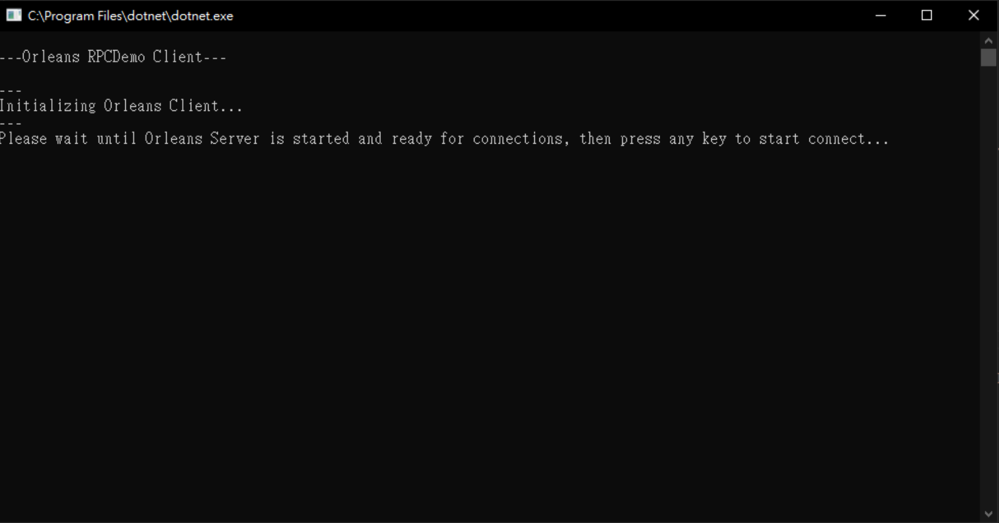 C:\Program Files\dotnet\dotnet.exe
---Orleans RPCDemo Client---
---
Initializing Orleans Client...
---
Please wait until Orleans Server is started and ready for connections, then press any key to start connect...